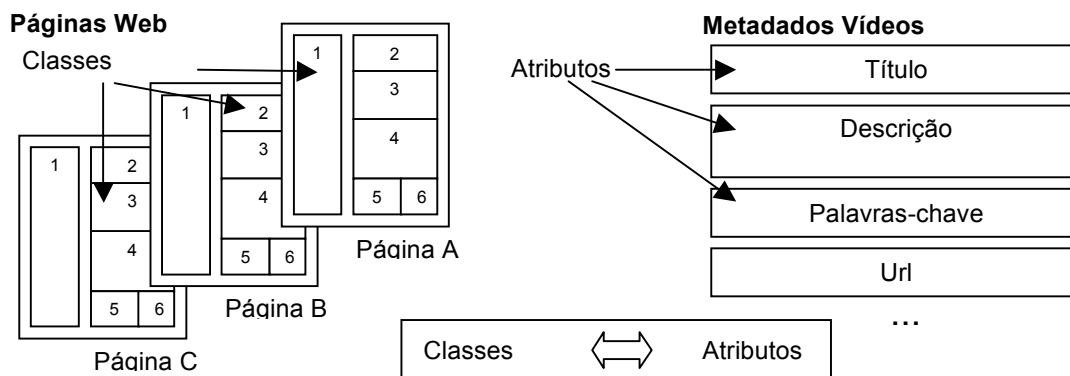 Páginas Web
Classes
1
2
3
4
5
6
Página A
1
2
3
4
5
6
Página B
1
2
3
4
5
6
Página C
Metadados Vídeos
Atributos
Título
Descrição
Palavras-chave
Url
...
Classes Atributos